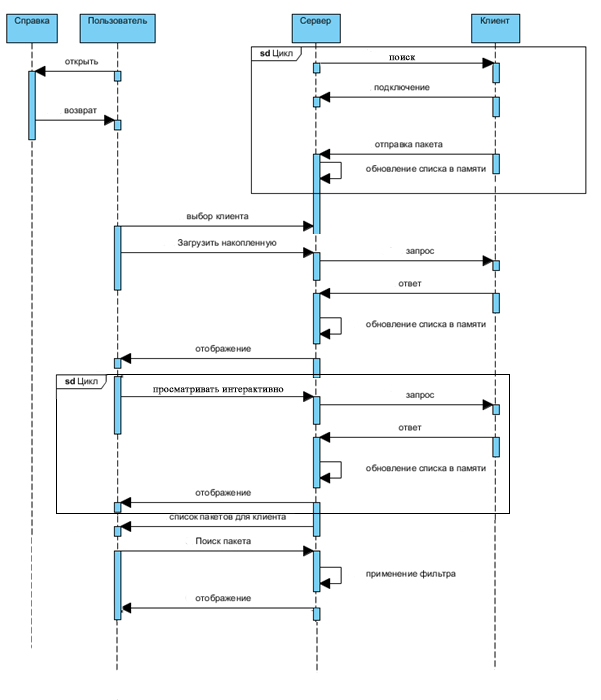 Справка
Пользователь
Сервер
Клиент
sd Цикл
поиск
открыть
подключение
возврат
отправка пакета
обновление списка в памяти
выбор клиента
Загрузить накопленную
запрос
ответ
обновление списка в памяти
отображение
sd Цикл
просматривать интерактивно
запрос
ответ
обновление списка в памяти
отображение
список пакетов для клиента
Поиск пакета
применение фильтра
отображение